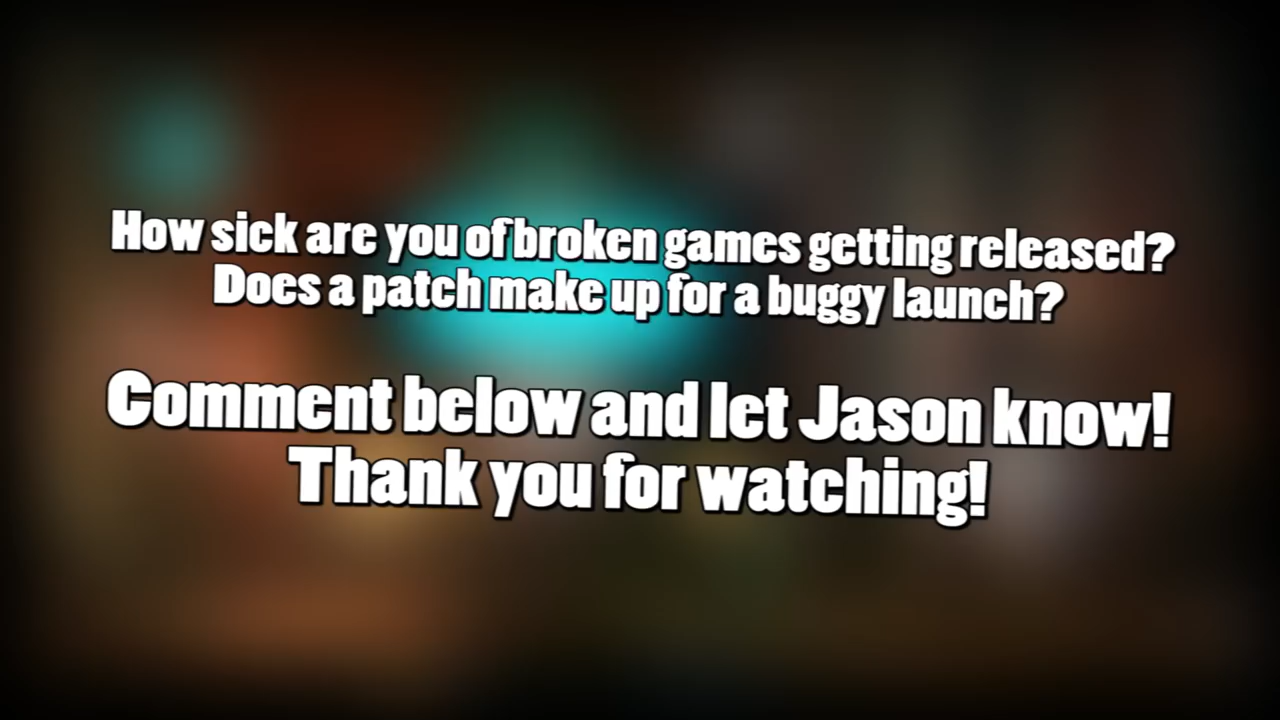 How sick are you of broken games getting released?
Does a patch make up for a buggy launch?
Comment below and let Jason know!
Thank you for watching!